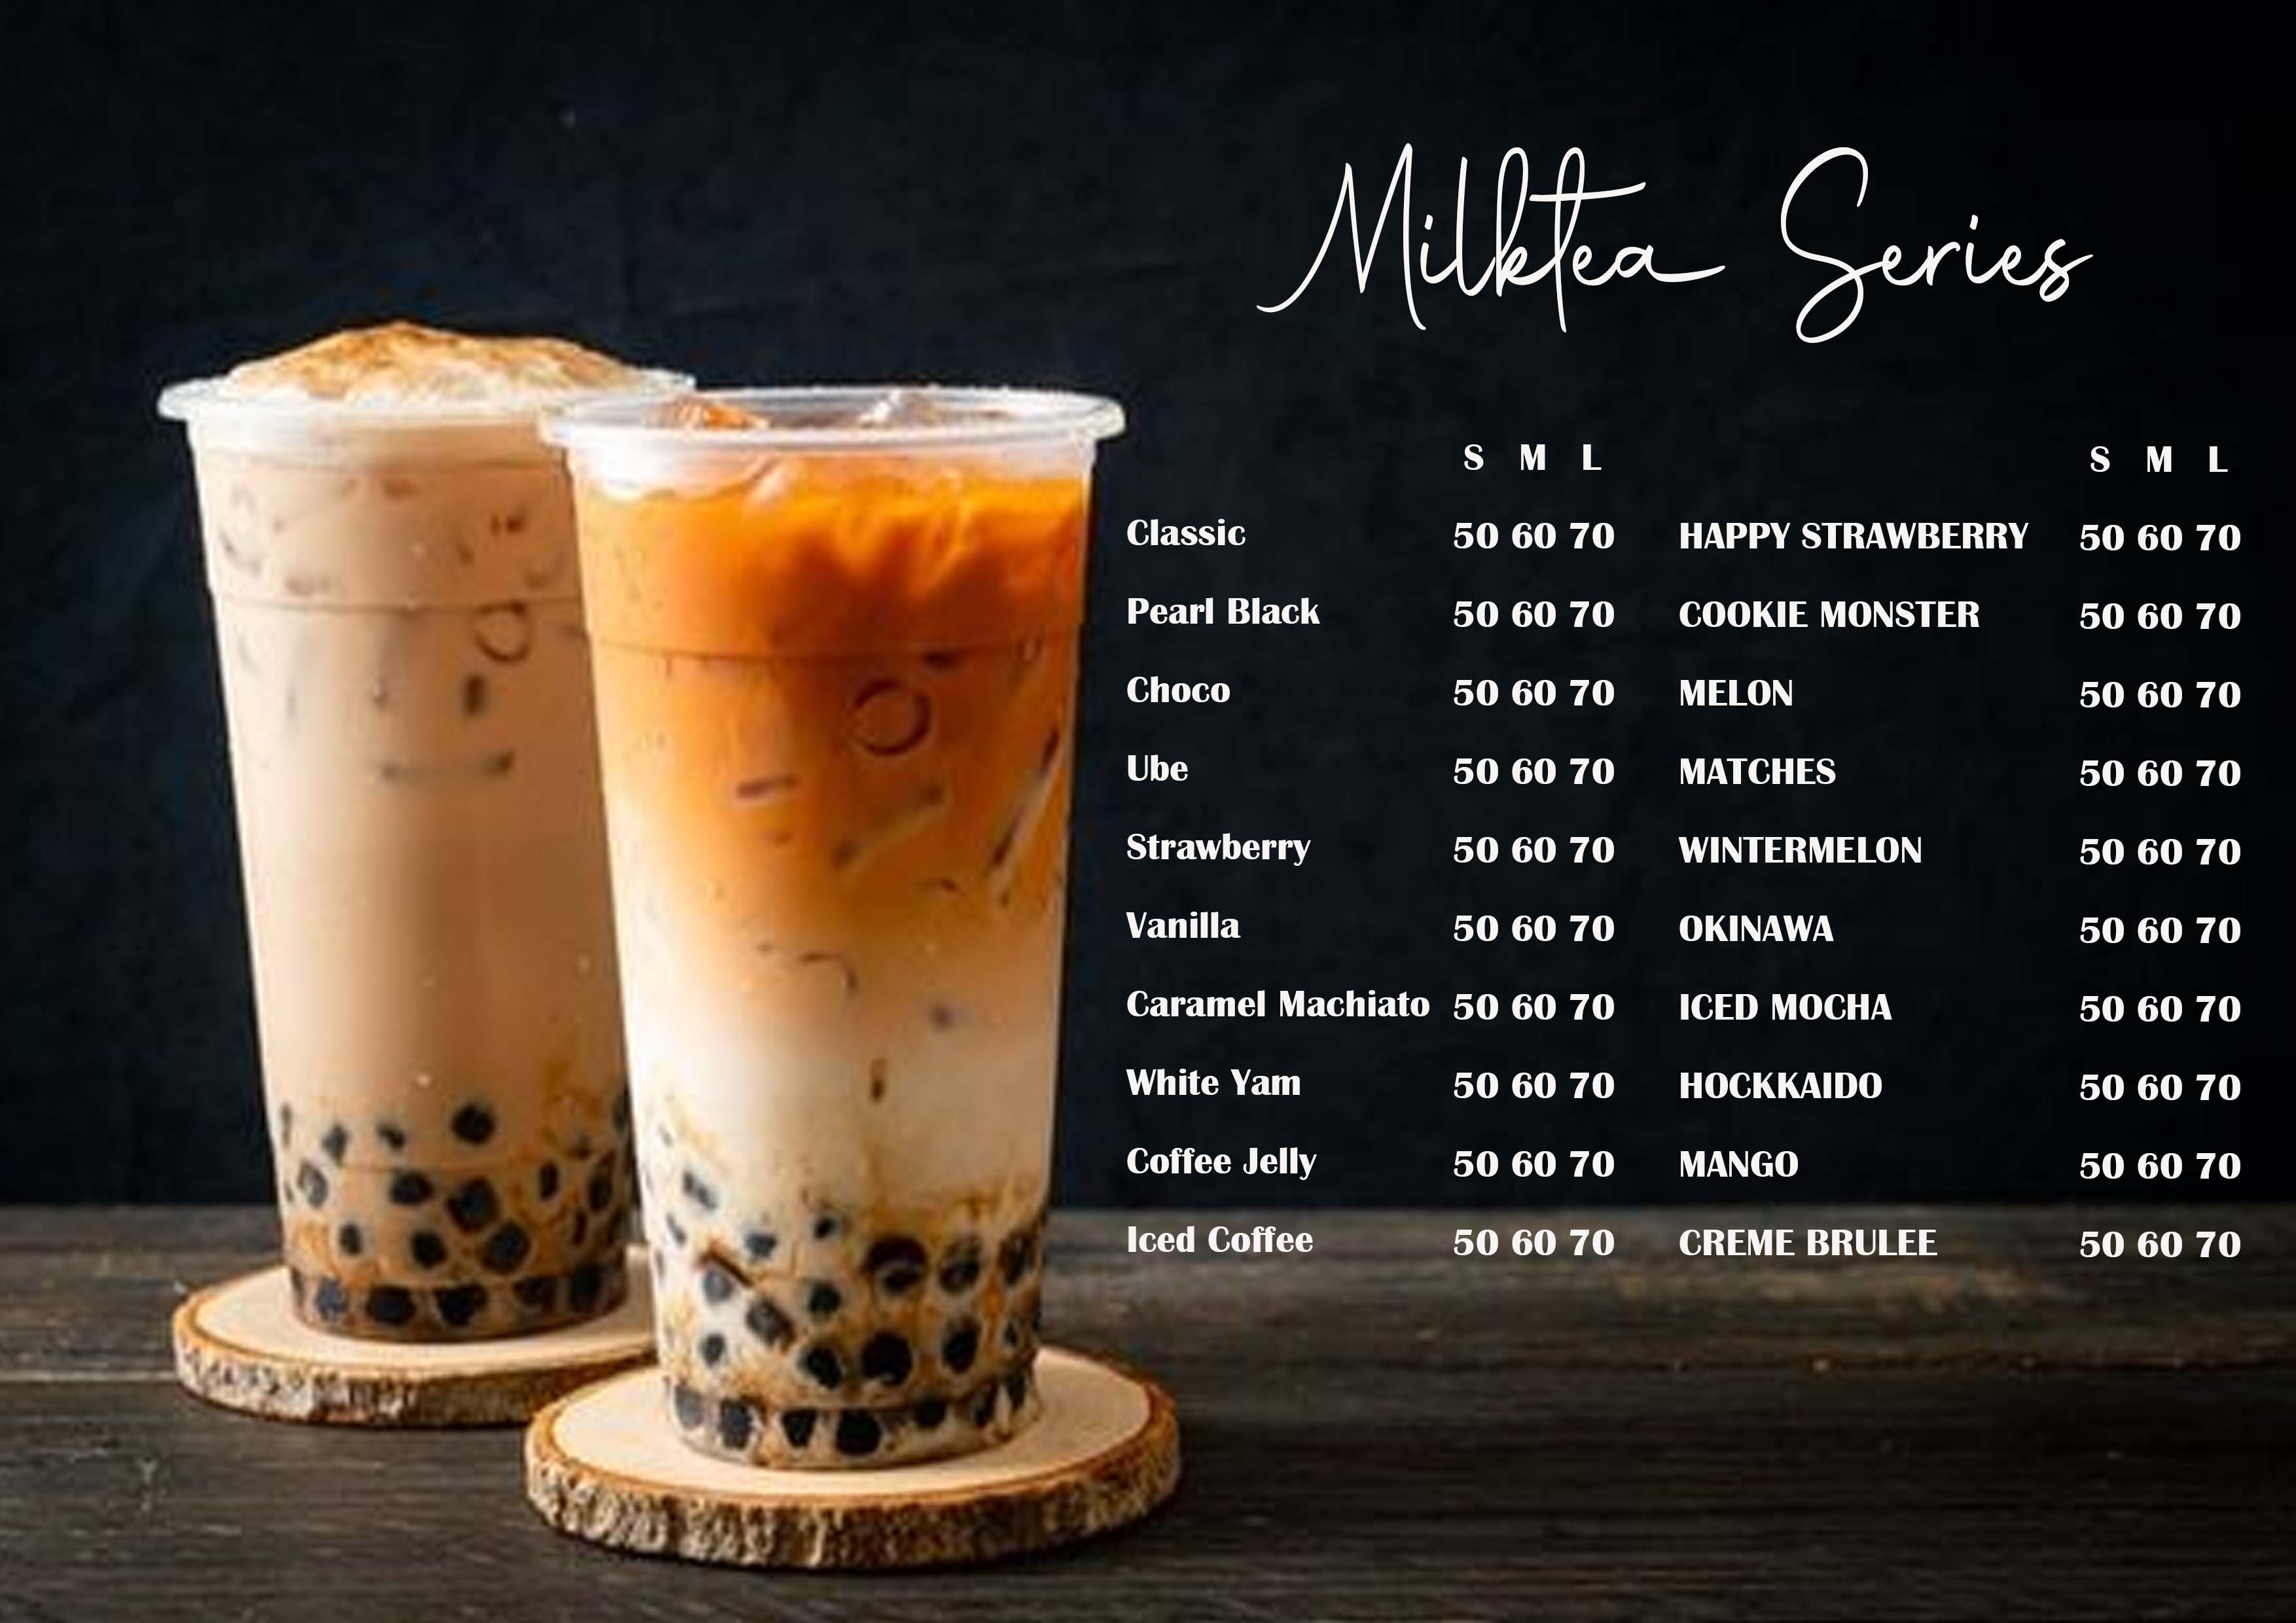 Milktea Series
S M L S M L
Classic 50 60 70 HAPPY STRAWBERRY 50 60 70
Pearl Black 50 60 70 COOKIE MONSTER 50 60 70
Choco 50 60 70 MELON 50 60 70
Ube 50 60 70 MATCHES 50 60 70
Strawberry 50 60 70 WINTERMELON 50 60 70
Vanilla 50 60 70 OKINAWA 50 60 70
Caramel Machiato 50 60 70 ICED MOCHA 50 60 70
White Yam 50 60 70 HOCKKAIDO 50 60 70
Coffee Jelly 50 60 70 MANGO 50 60 70
Iced Coffee 50 60 70 CREME BRULEE 50 60 70